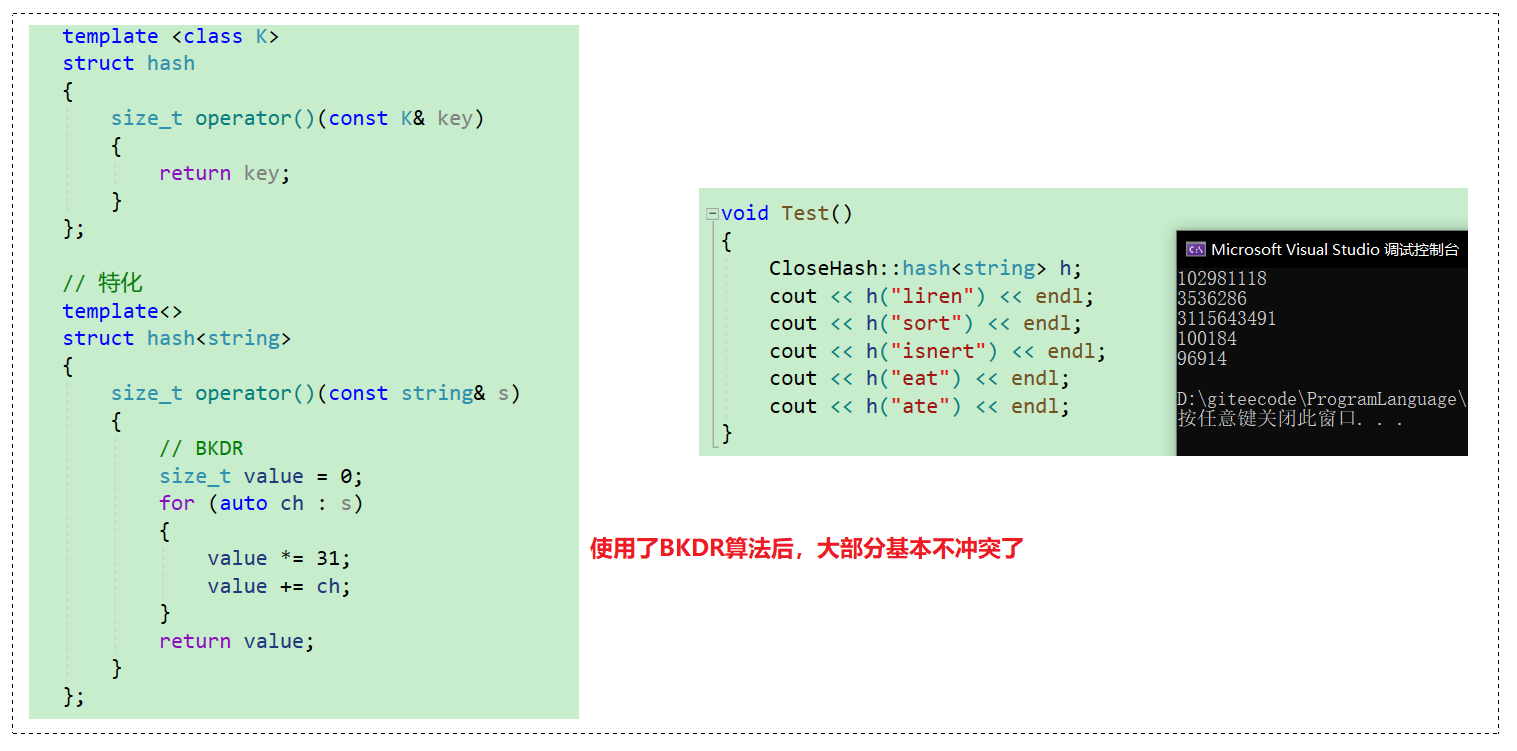 template <class K>
struct hash
{
    size_t operator()(const K& key)
    {
        return key;
    }
};
// 特化
template<>
struct hash<string>
{
    size_t operator()(const string& s)
    {
        // BKDR
        size_t value = 0;
        for (auto ch : s)
        {
            value *= 31;
            value += ch;
        }
        return value;
    }
};
void Test()
{
    CloseHash::hash<string> h;
    cout << h("liren") << endl;
    cout << h("sort") << endl;
    cout << h("isnert") << endl;
    cout << h("eat") << endl;
    cout << h("ate") << endl;
}
Microsoft Visual Studio 调试控制台
102981118
3536286
3115643491
100184
96914
D:\giteecode\ProgramLanguage\
按任意键关闭此窗口. . .
使用了BKDR算法后，大部分基本不冲突了